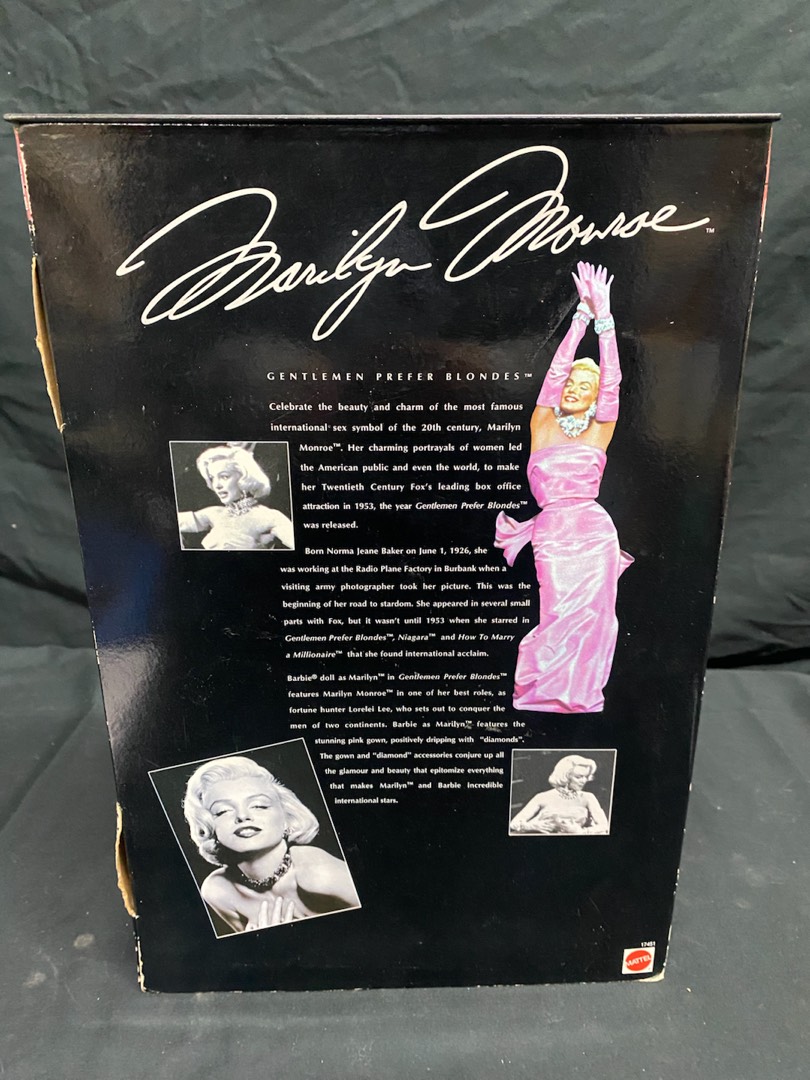 Marilyn Monroe™
GENTLEMEN PREFER BLONDES™
Celebrate the beauty and charm of the most famous
international sex symbol of the 20th century, Marilyn
Monroe™. Her charming portrayals of women led
the American public and even the world, to make
her Twentieth Century Fox's leading box office
attraction in 1953, the year Gentlemen Prefer Blondes™
was released.
Born Norma Jeane Baker on June 1, 1926, she
was working at the Radio Plane Factory in Burbank when a
visiting army photographer took her picture. This was the
beginning of her road to stardom. She appeared in several small
parts with Fox, but it wasn't until 1953 when she starred in
Gentlemen Prefer Blondes™, Niagara™ and How To Marry
a Millionaire™ that she found international acclaim.
Barbie® doll as Marilyn™ in Gentlemen Prefer Blondes™
features Marilyn Monroe™ in one of her best roles, as
fortune hunter Lorelei Lee, who sets out to conquer the
men of two continents. Barbie as Marilyn™ features the
stunning pink gown, positively dripping with "diamonds".
The gown and "diamond" accessories conjure up all
the glamour and beauty that epitomize everything
that makes Marilyn™ and Barbie incredible
international stars.
17451
MATTEL